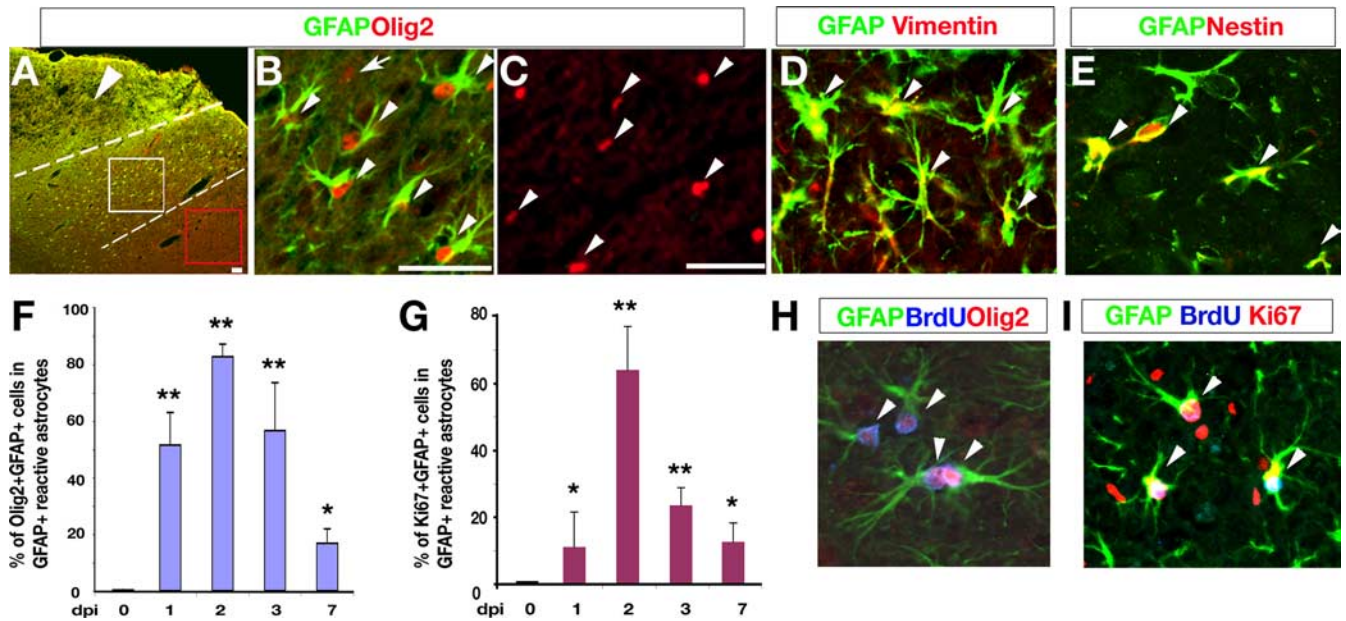 GFAPOlig2
GFAP Vimentin
GFAPNestin
A
B
C
D
E
F
% of Olig2+GFAP+ cells in
GFAP+ reactive astrocytes
100
80
60
40
20
0
**
**
**
*
dpi 0 1 2 3 7
G
% of Ki67+GFAP+ cells in
GFAP+ reactive astrocytes
80
60
40
20
0
*
**
**
*
dpi 0 1 2 3 7
H
GFAPBrdUOlig2
I
GFAP BrdU Ki67